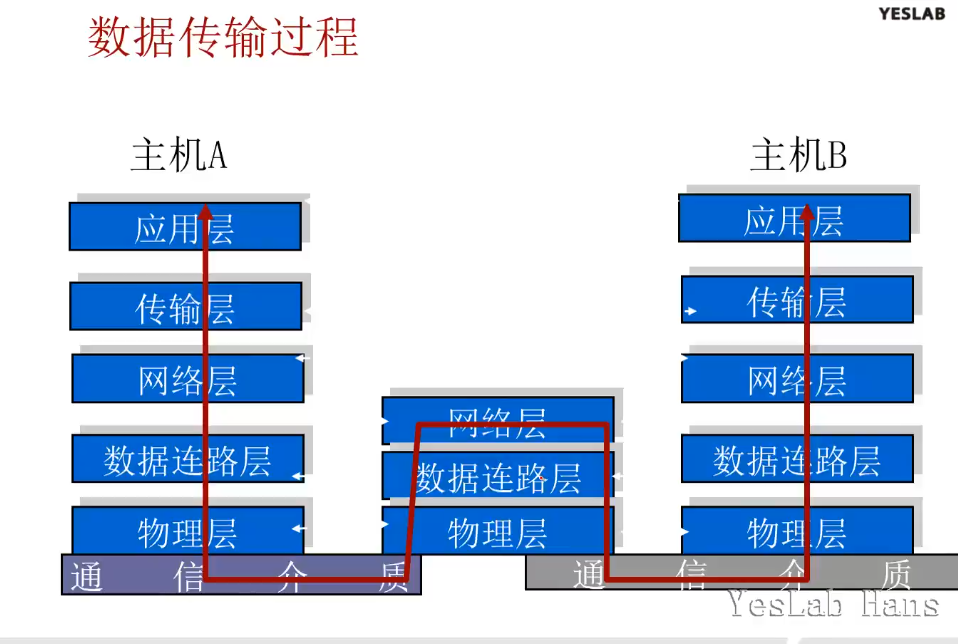 YESLAB
数据传输过程
主机A
主机B
应用层
传输层
网络层
数据连路层
物理层
网络层
数据连路层
物理层
应用层
传输层
网络层
数据连路层
物理层
通 信 介 质
通 信 介 质
YesLab Hans